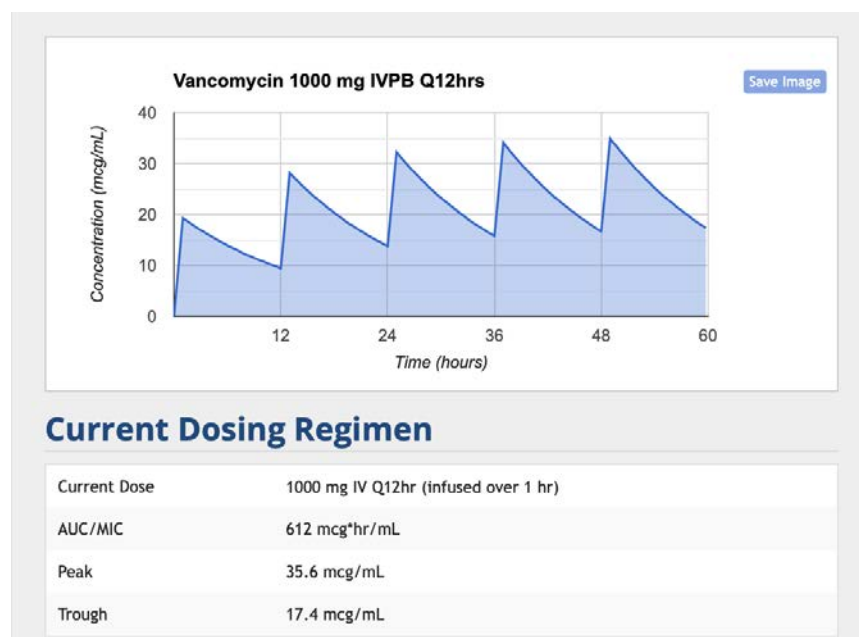 Vancomycin 1000 mg IVPB Q12hrs
Save Image
Concentration (mcg/mL)
40
30
20
10
0
12 24 36 48 60
Time (hours)
Current Dosing Regimen
Current Dose 1000 mg IV Q12hr (infused over 1 hr)
AUC/MIC 612 mcg*hr/mL
Peak 35.6 mcg/mL
Trough 17.4 mcg/mL